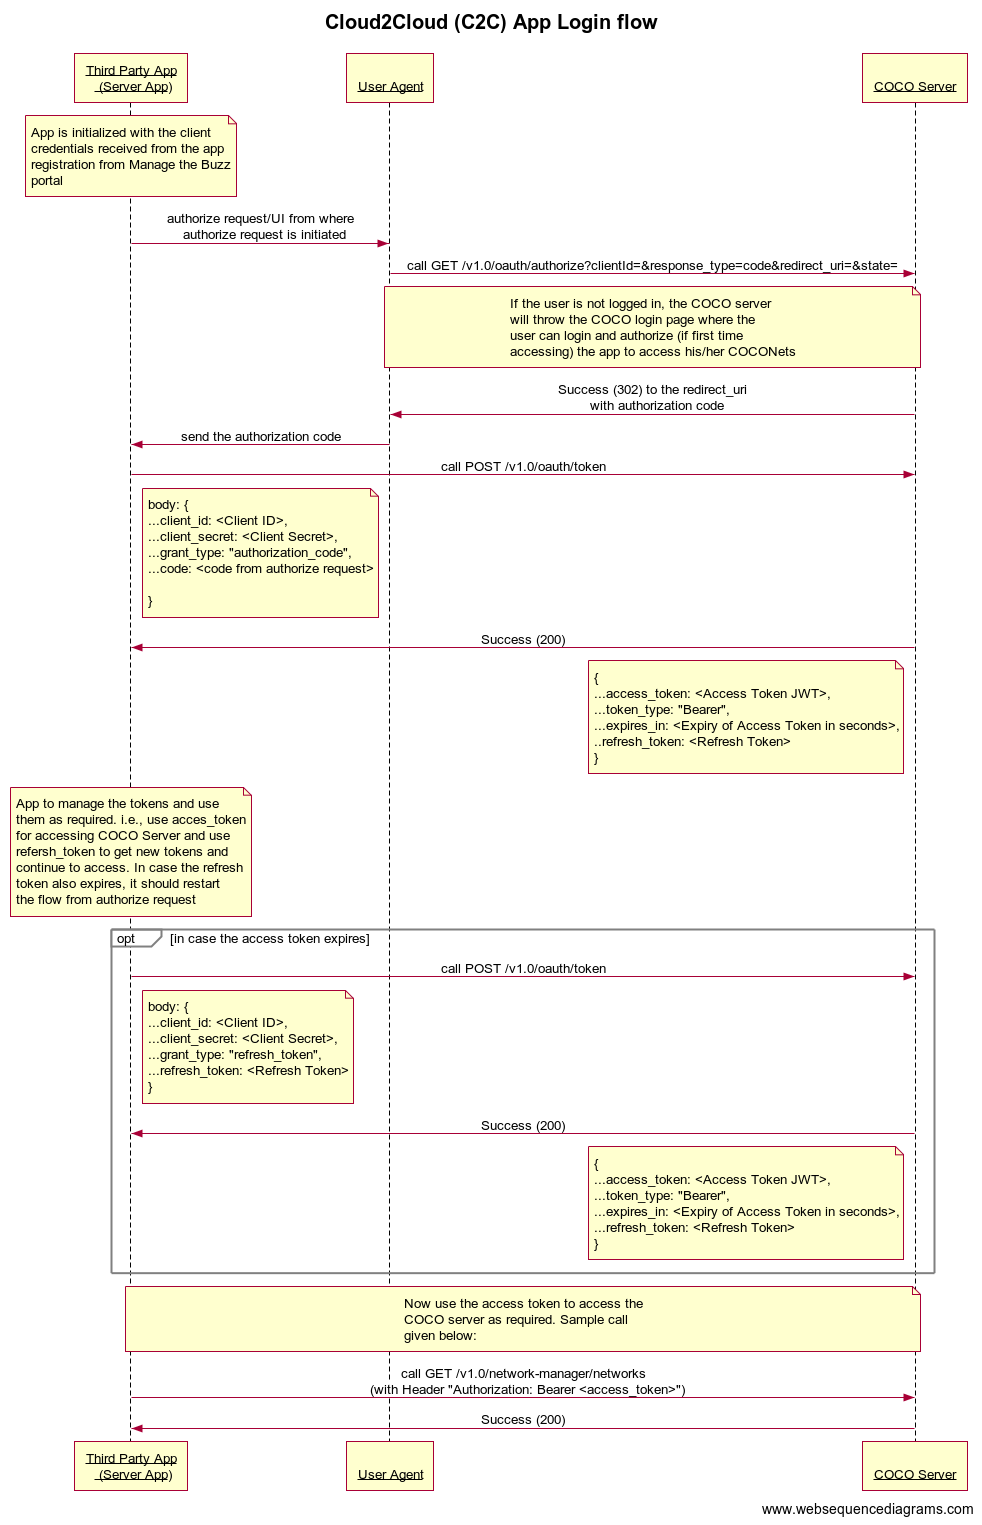 Cloud2Cloud (C2C) App Login flow
Third Party App
(Server App)
User Agent
COCO Server
App is initialized with the client
credentials received from the app
registration from Manage the Buzz
portal
authorize request/UI from where
authorize request is initiated
call GET /v1.0/oauth/authorize?clientId=&response_type=code&redirect_uri=&state=
If the user is not logged in, the COCO server
will throw the COCO login page where the
user can login and authorize (if first time
accessing) the app to access his/her COCONets
Success (302) to the redirect_uri
with authorization code
send the authorization code
call POST /v1.0/oauth/token
body: {
...client_id: <Client ID>,
...client_secret: <Client Secret>,
...grant_type: "authorization_code",
...code: <code from authorize request>
}
Success (200)
{
...access_token: <Access Token JWT>,
...token_type: "Bearer",
...expires_in: <Expiry of Access Token in seconds>,
..refresh_token: <Refresh Token>
}
App to manage the tokens and use
them as required. i.e., use acces_token
for accessing COCO Server and use
refersh_token to get new tokens and
continue to access. In case the refresh
token also expires, it should restart
the flow from authorize request
opt [in case the access token expires]
call POST /v1.0/oauth/token
body: {
...client_id: <Client ID>,
...client_secret: <Client Secret>,
...grant_type: "refresh_token",
...refresh_token: <Refresh Token>
}
Success (200)
{
...access_token: <Access Token JWT>,
...token_type: "Bearer",
...expires_in: <Expiry of Access Token in seconds>,
...refresh_token: <Refresh Token>
}
Now use the access token to access the
COCO server as required. Sample call
given below:
call GET /v1.0/network-manager/networks
(with Header "Authorization: Bearer <access_token>")
Success (200)
Third Party App
(Server App)
User Agent
COCO Server
www.websequencediagrams.com